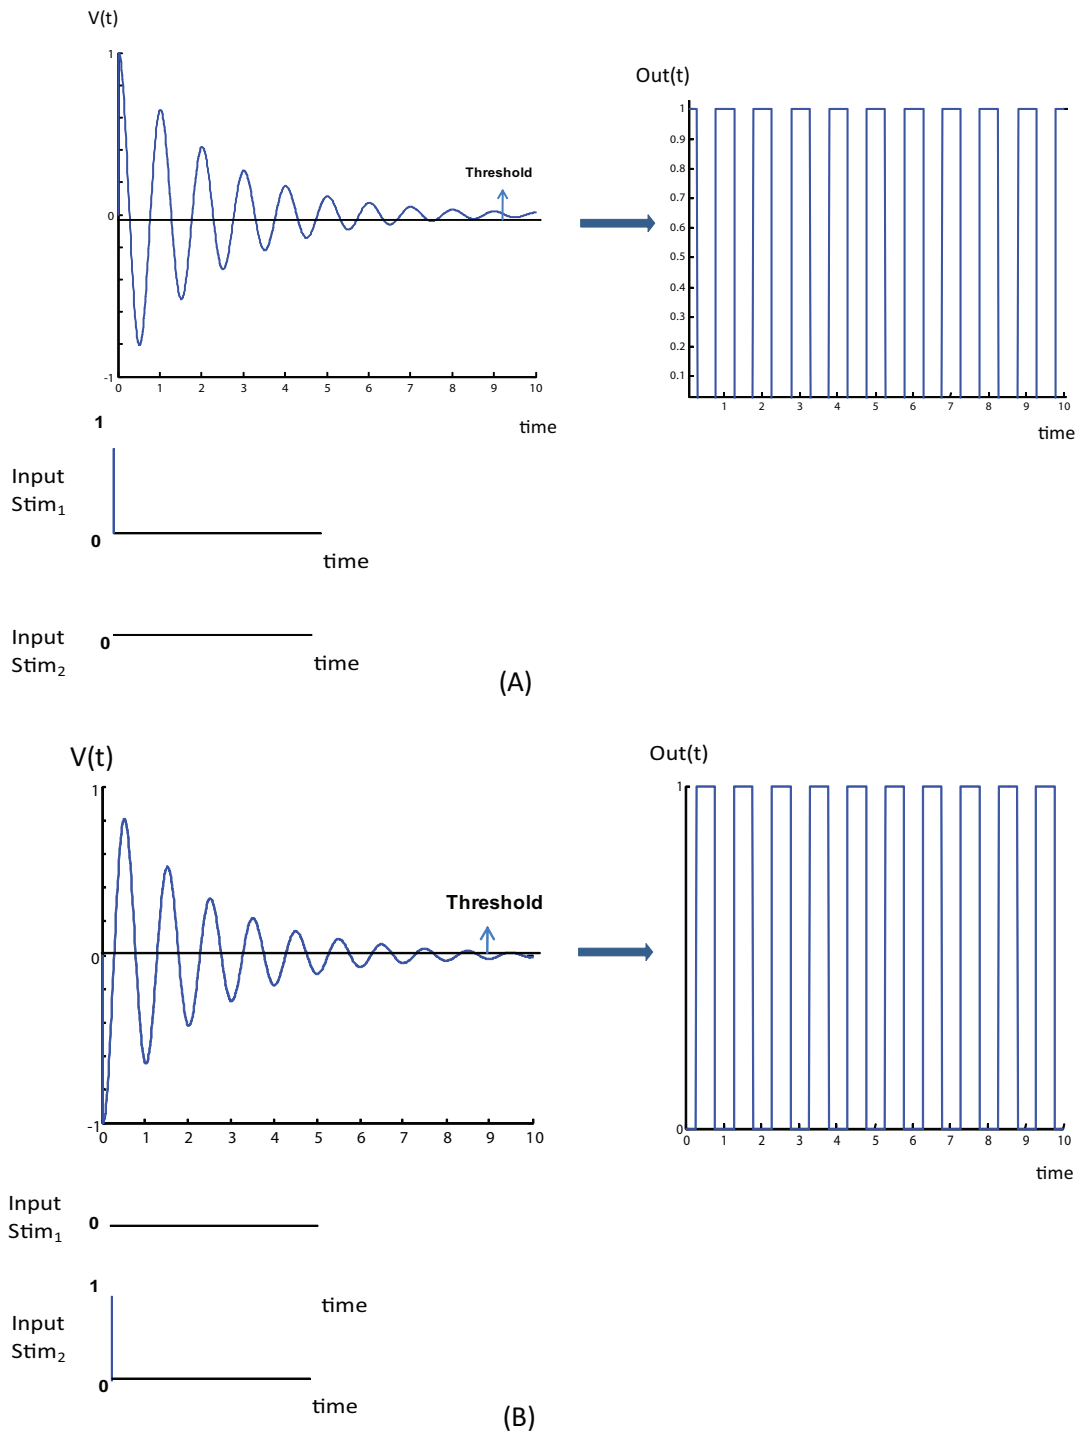 V(t)
Out(t)
1
0
-1
0 1 2 3 4 5 6 7 8 9 10
time
Threshold
1
0.9
0.8
0.7
0.6
0.5
0.4
0.3
0.2
0.1
1 2 3 4 5 6 7 8 9 10
time
1
Input
Stim1
0
time
Input
Stim2
0
time
(A)
V(t)
Out(t)
1
0
-1
0 1 2 3 4 5 6 7 8 9 10
Threshold
1
0
0 1 2 3 4 5 6 7 8 9 10
time
Input
Stim1
0
time
1
Input
Stim2
0
time
(B)